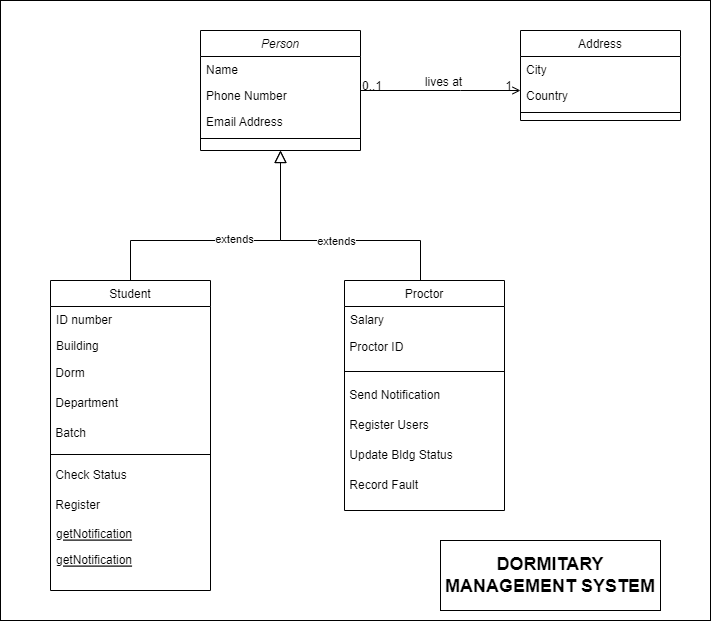 Person
Name
Phone Number
Email Address
0..1
lives at
1
Address
City
Country
extends
extends
Student
ID number
Building
Dorm
Department
Batch
Check Status
Register
getNotification
getNotification
Proctor
Salary
Proctor ID
Send Notification
Register Users
Update Bldg Status
Record Fault
DORMITARY
MANAGEMENT SYSTEM